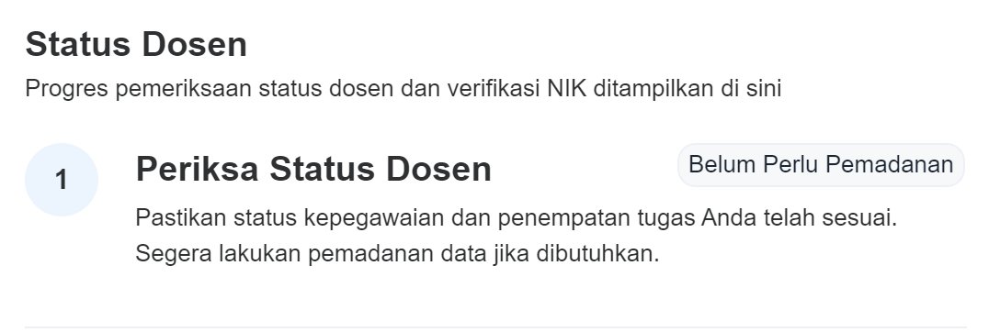 Status Dosen
Progres pemeriksaan status dosen dan verifikasi NIK ditampilkan di sini
1
Periksa Status Dosen
Belum Perlu Pemadanan
Pastikan status kepegawaian dan penempatan tugas Anda telah sesuai.
Segera lakukan pemadanan data jika dibutuhkan.